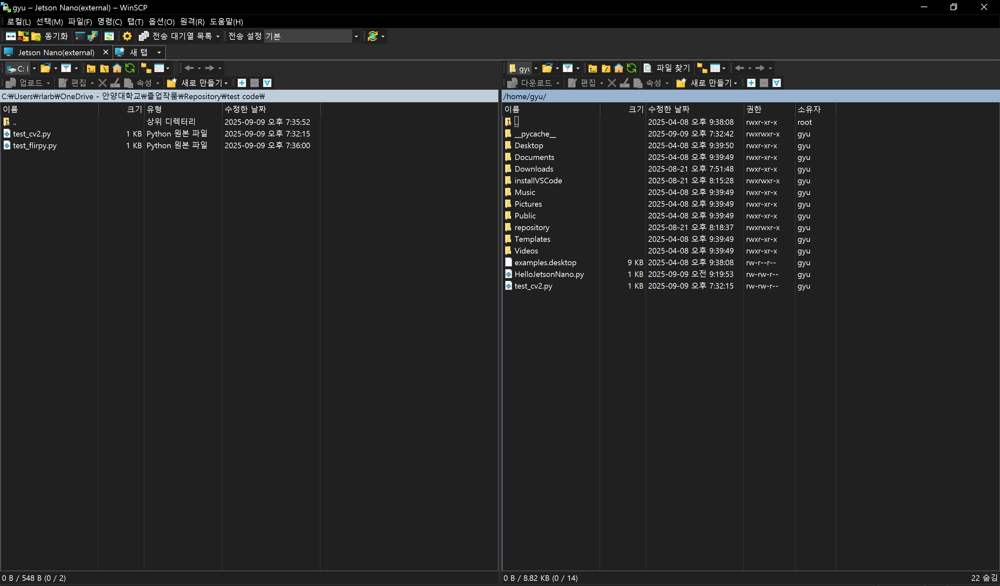 gyu – Jetson Nano(external) – WinSCP
로컬(L) 선택(M) 파일(F) 명령(C) 탭(T) 옵션(O) 원격(R) 도움말(H)
동기화 전송 대기열 목록 전송 설정 기본
Jetson Nano(external) 새 탭
C: gyu 파일 찾기
업로드 편집 속성 새로 만들기 다운로드 편집 속성 새로 만들기
C:₩Users₩rlarb₩OneDrive - 안양대학교₩졸업작품₩Repository₩test code₩
이름 크기 유형 수정한 날짜
.. 상위 디렉터리 2025-09-09 오후 7:35:52
test_cv2.py 1 KB Python 원본 파일 2025-09-09 오후 7:32:15
test_flirpy.py 1 KB Python 원본 파일 2025-09-09 오후 7:36:00
0 B / 548 B (0 / 2)
/home/gyu/
이름 크기 수정한 날짜 권한 소유자
.. 2025-04-08 오후 9:38:08 rwxr-xr-x root
__pycache__ 2025-09-09 오후 7:32:42 rwxrwxr-x gyu
Desktop 2025-04-08 오후 9:39:50 rwxr-xr-x gyu
Documents 2025-04-08 오후 9:39:49 rwxr-xr-x gyu
Downloads 2025-08-21 오후 7:51:48 rwxr-xr-x gyu
installVSCode 2025-08-21 오후 8:15:28 rwxrwxr-x gyu
Music 2025-04-08 오후 9:39:49 rwxr-xr-x gyu
Pictures 2025-04-08 오후 9:39:49 rwxr-xr-x gyu
Public 2025-04-08 오후 9:39:49 rwxr-xr-x gyu
repository 2025-08-21 오후 8:18:37 rwxrwxr-x gyu
Templates 2025-04-08 오후 9:39:49 rwxr-xr-x gyu
Videos 2025-04-08 오후 9:39:49 rwxr-xr-x gyu
examples.desktop 9 KB 2025-04-08 오후 9:38:08 rw-r--r-- gyu
HelloJetsonNano.py 1 KB 2025-09-09 오전 9:19:53 rw-rw-r-- gyu
test_cv2.py 1 KB 2025-09-09 오후 7:32:15 rw-rw-r-- gyu
0 B / 8.82 KB (0 / 14) 22 숨김